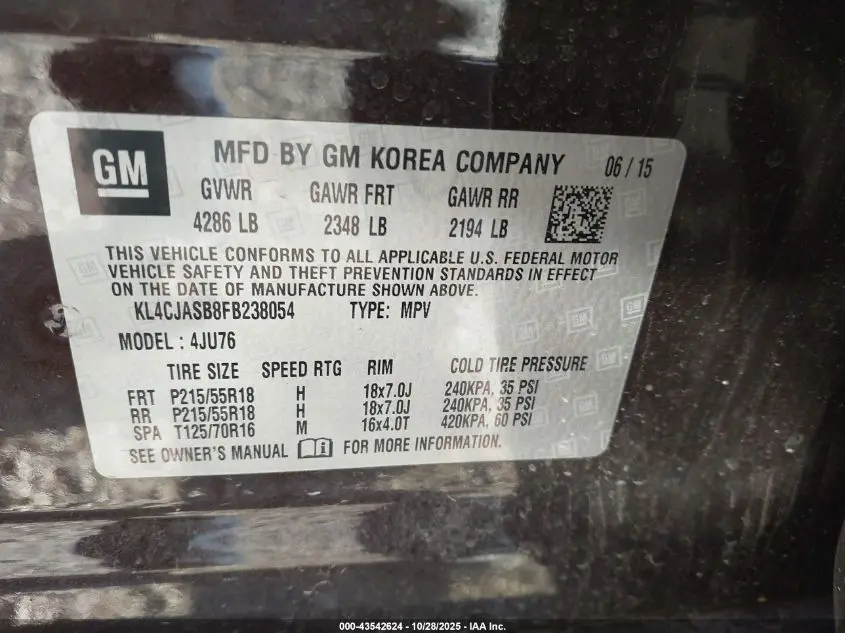 GM
MFD BY GM KOREA COMPANY 06 / 15
GVWR GAWR FRT GAWR RR
4286 LB 2348 LB 2194 LB
THIS VEHICLE CONFORMS TO ALL APPLICABLE U.S. FEDERAL MOTOR
VEHICLE SAFETY AND THEFT PREVENTION STANDARDS IN EFFECT
ON THE DATE OF MANUFACTURE SHOWN ABOVE.
KL4CJASB8FB238054 TYPE: MPV
MODEL : 4JU76
TIRE SIZE SPEED RTG RIM COLD TIRE PRESSURE
FRT P215/55R18 H 18x7.0J 240KPA, 35 PSI
RR P215/55R18 H 18x7.0J 240KPA, 35 PSI
SPA T125/70R16 M 16x4.0T 420KPA, 60 PSI
SEE OWNER'S MANUAL i FOR MORE INFORMATION.
000-43542624 | 10/28/2025 - IAA Inc.